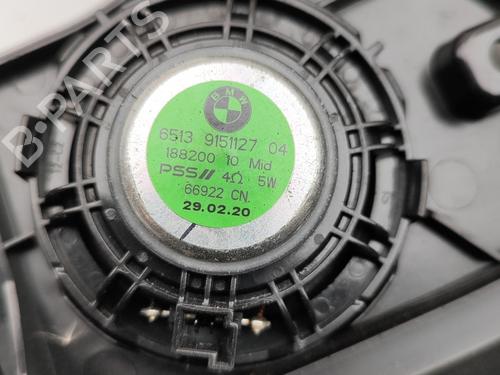 BMW
6513 9151127 04
188200 10 Mid
PSS// 4Ω 5W
66922 CN.
29.02.20
B-PARTS